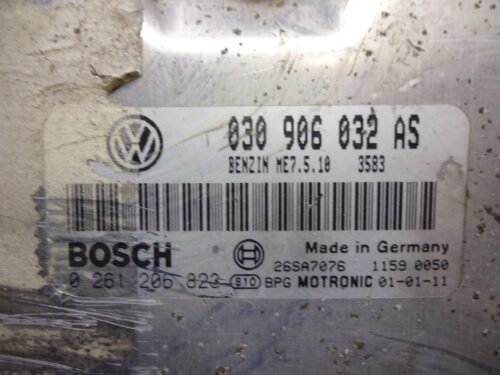 030 906 032 AS
BENZIN ME7.5.10 3583
BOSCH Made in Germany
26SA7076 1159 0050
0 261 206 823 S10 BPG MOTRONIC 01-01-11